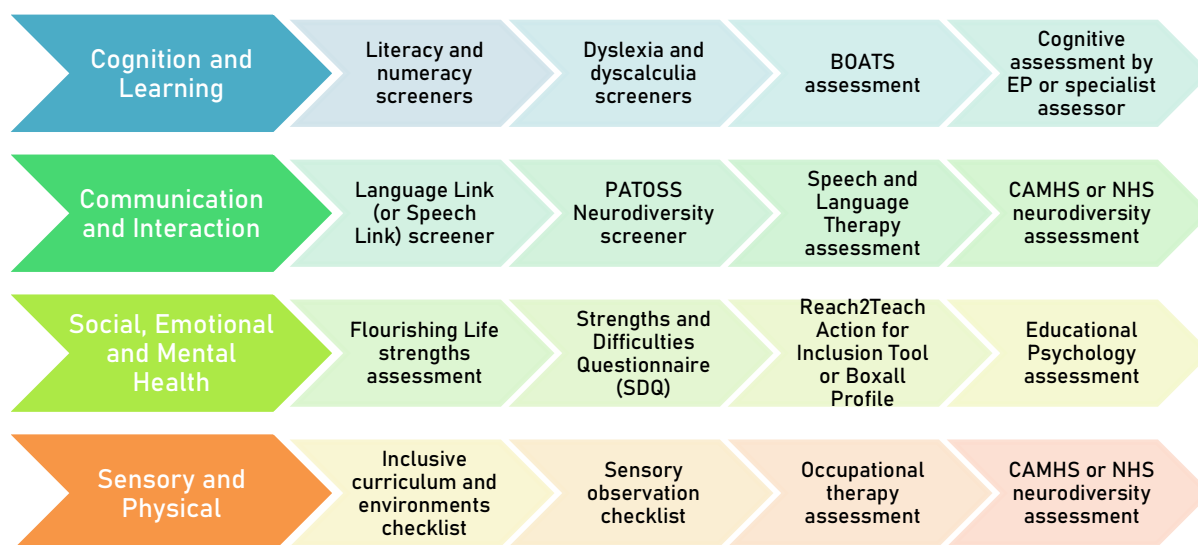 Cognition and
Learning
Literacy and
numeracy
screeners
Dyslexia and
dyscalculia
screeners
BOATS
assessment
Cognitive
assessment by
EP or specialist
assessor
Communication
and Interaction
Language Link
(or Speech
Link) screener
PATOSS
Neurodiversity
screener
Speech and
Language
Therapy
assessment
CAMHS or NHS
neurodiversity
assessment
Social, Emotional
and Mental
Health
Flourishing Life
strengths
assessment
Strengths and
Difficulties
Questionnaire
(SDQ)
Reach2Teach
Action for
Inclusion Tool
or Boxall
Profile
Educational
Psychology
assessment
Sensory and
Physical
Inclusive
curriculum and
environments
checklist
Sensory
observation
checklist
Occupational
therapy
assessment
CAMHS or NHS
neurodiversity
assessment